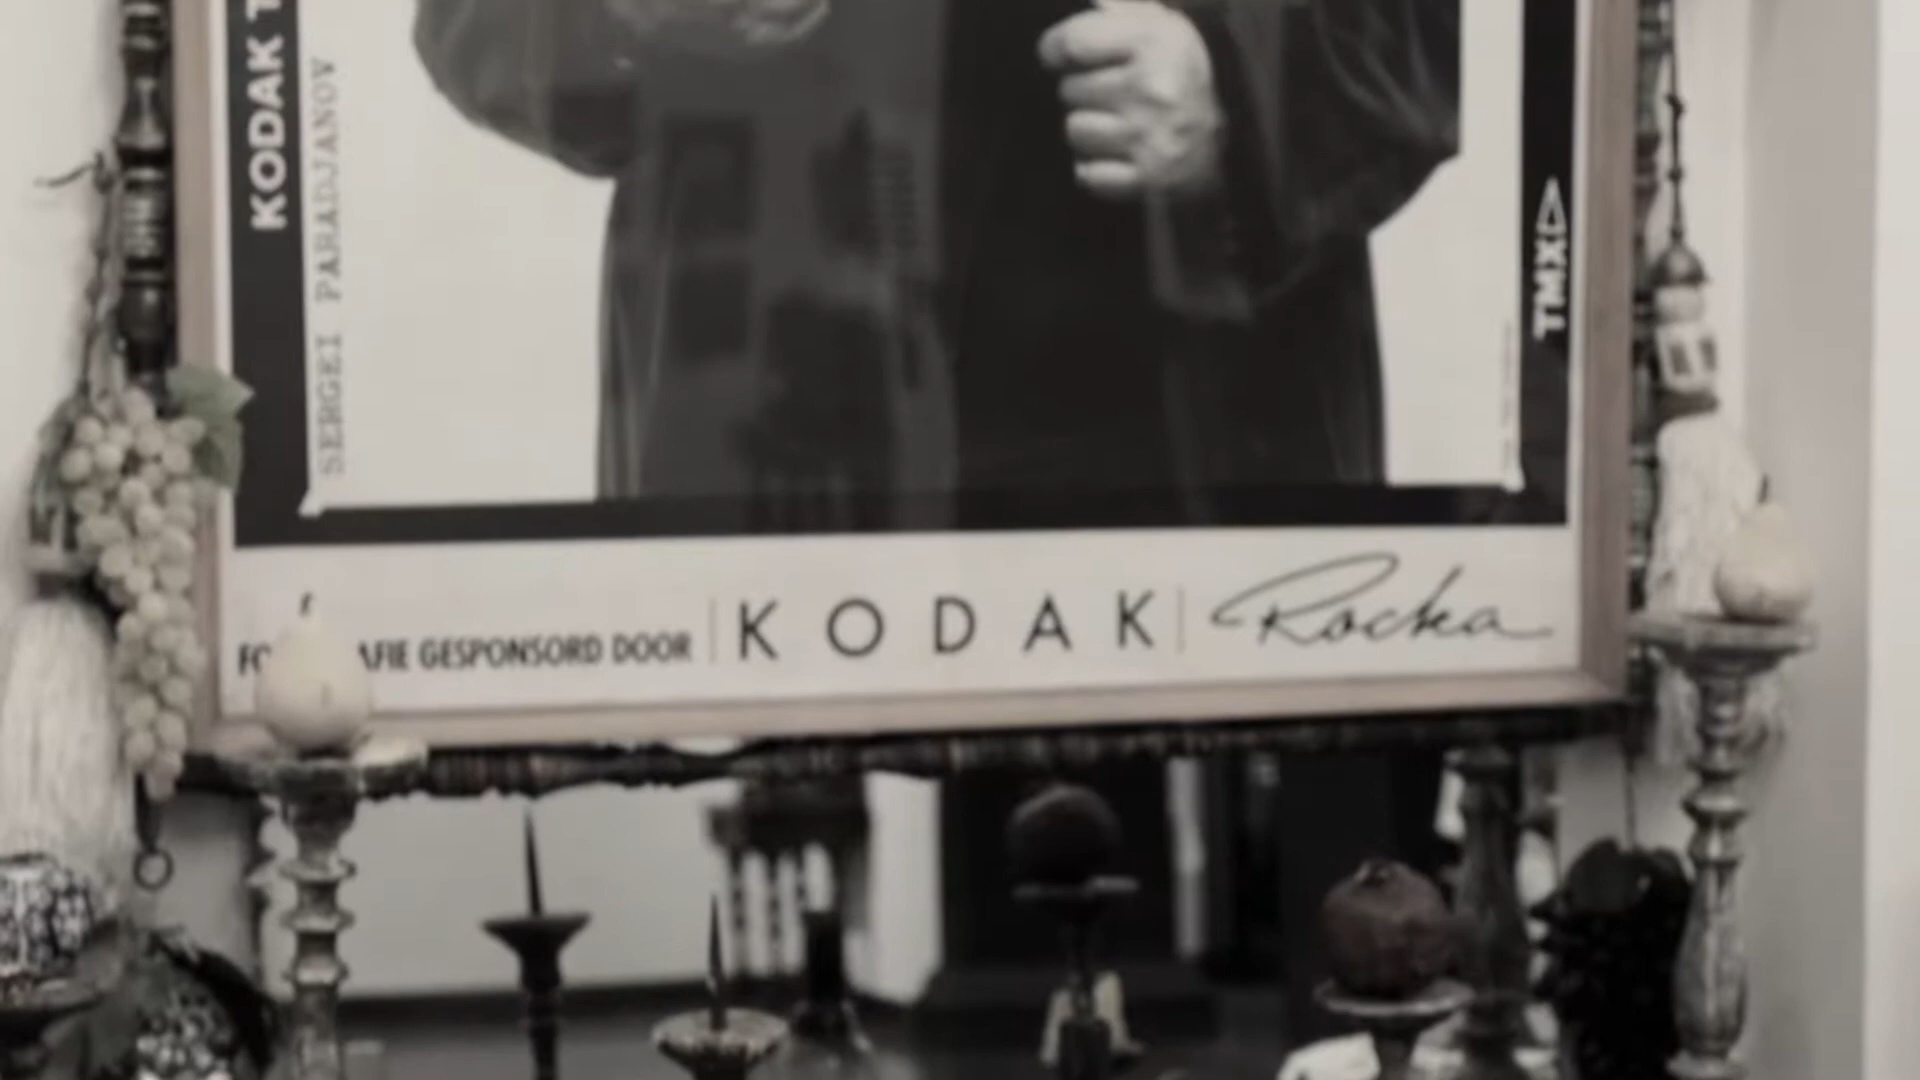 KODAK T
SERGEI PARADJANOV
TMX
GESPONSORD DOOR
KODAK
Rocka